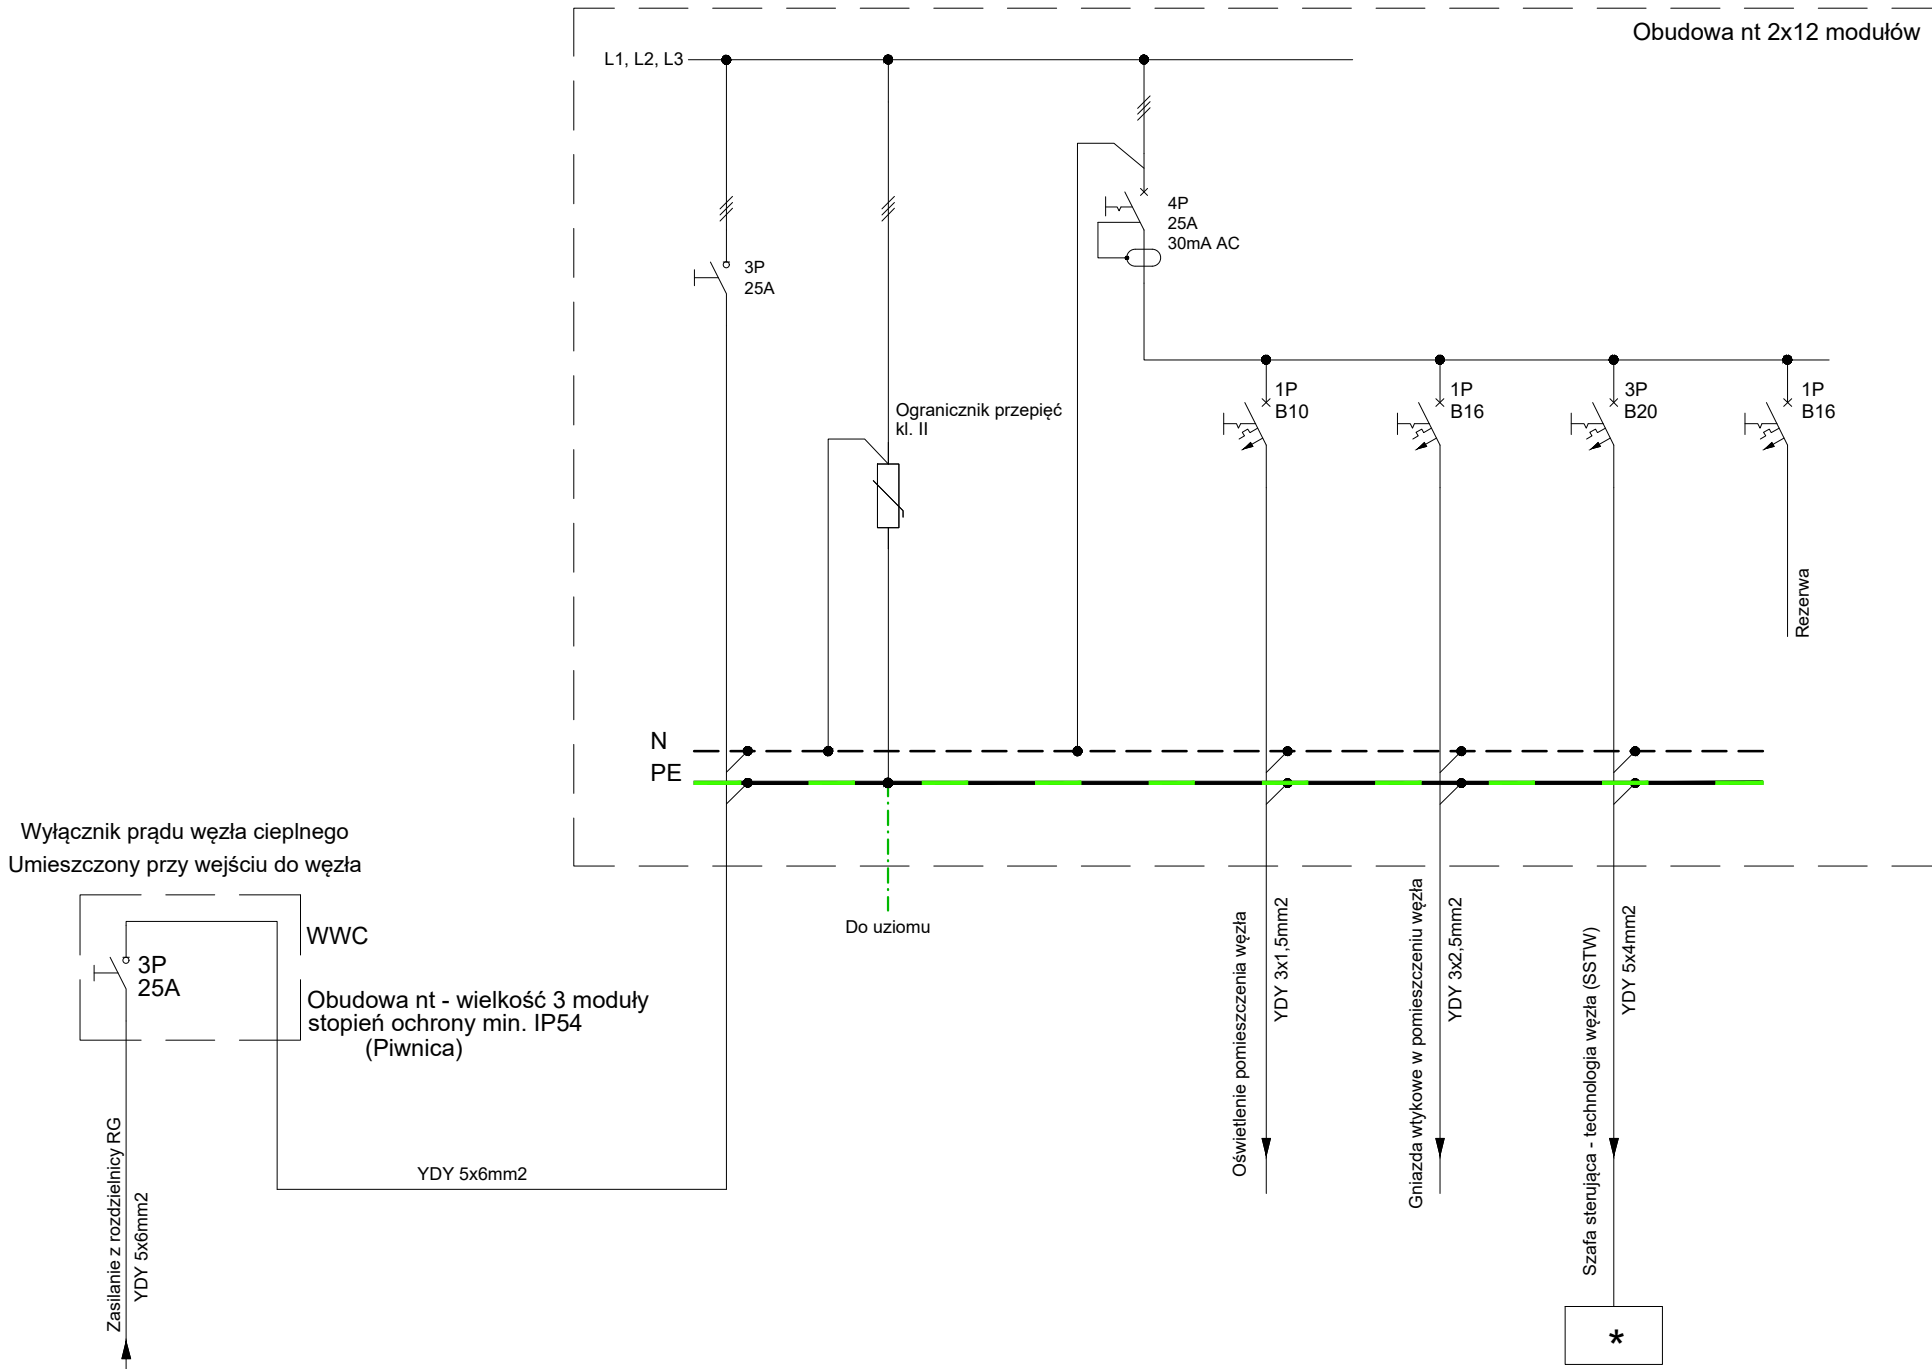 Obudowa nt 2x12 modułów
L1, L2, L3
4P
25A
30mA AC
3P
25A
1P
B10
1P
B16
3P
B20
1P
B16
Ogranicznik przepięć
kl. II
Rezerwa
N
PE
Wyłącznik prądu węzła cieplnego
Umieszczony przy wejściu do węzła
WWC
3P
25A
Obudowa nt - wielkość 3 moduły
stopień ochrony min. IP54
(Piwnica)
Do uziomu
Oświetlenie pomieszczenia węzła
YDY 3x1,5mm2
Gniazda wtykowe w pomieszczeniu węzła
YDY 3x2,5mm2
Szafa sterująca - technologia węzła (SSTW)
YDY 5x4mm2
YDY 5x6mm2
Zasilanie z rozdzielnicy RG
YDY 5x6mm2
*